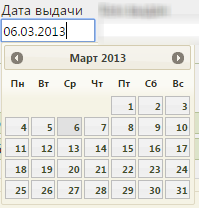 Дата выдачи
06.03.2013
Март 2013
Пн Вт Ср Чт Пт Сб Вс
1 2 3
4 5 6 7 8 9 10
11 12 13 14 15 16 17
18 19 20 21 22 23 24
25 26 27 28 29 30 31